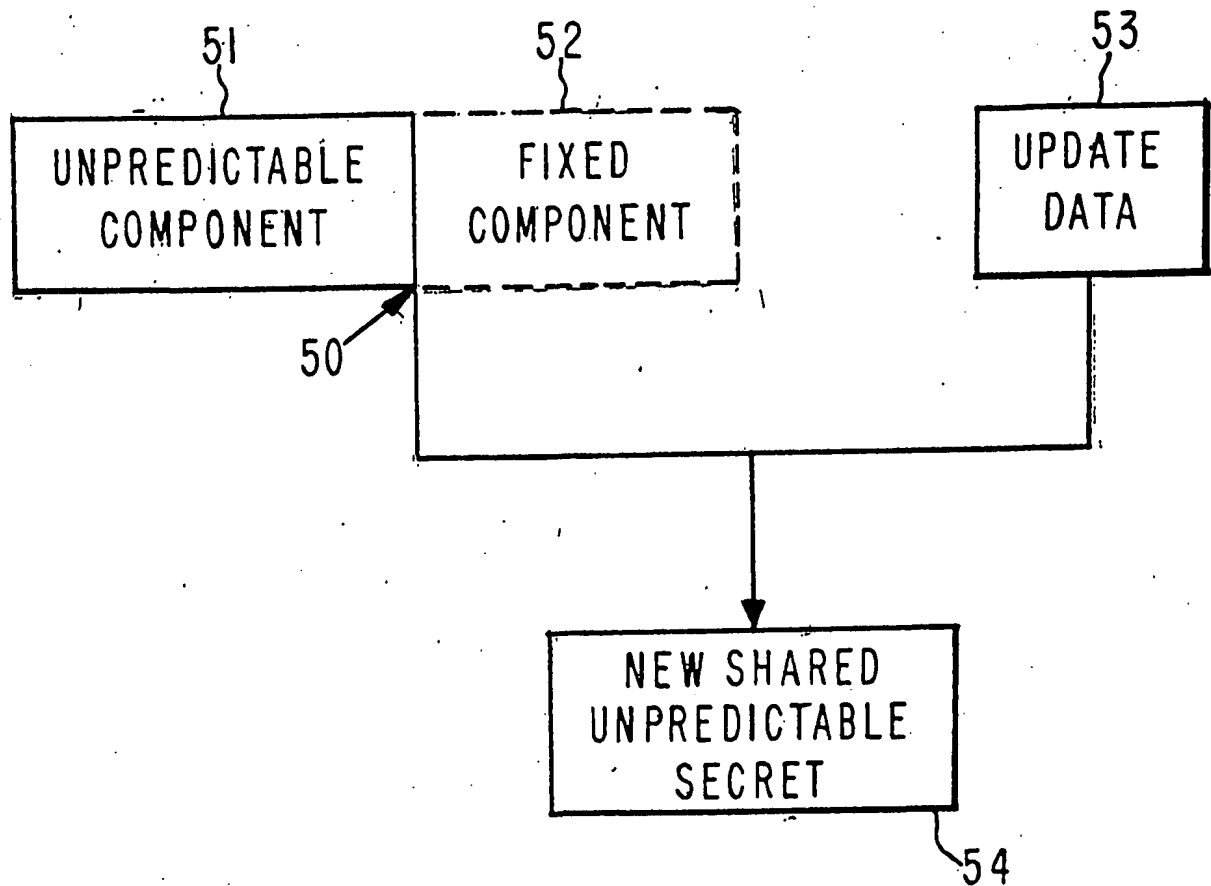 51
52
53
UNPREDICTABLE
COMPONENT
FIXED
COMPONENT
UPDATE
DATA
50
NEW SHARED
UNPREDICTABLE
SECRET
54